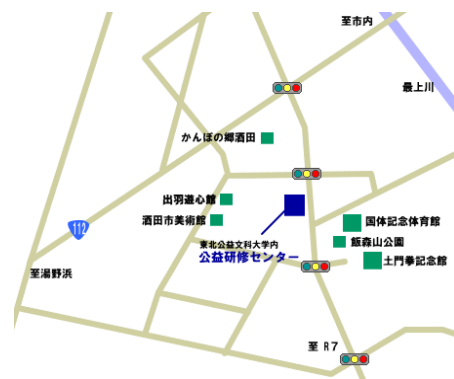 至市内
最上川
かんぽの郷酒田
出羽遊心館
酒田市美術館
国体記念体育館
東北公益文科大学内
飯森山公園
公益研修センター
土門拳記念館
112
至湯野浜
至 R7